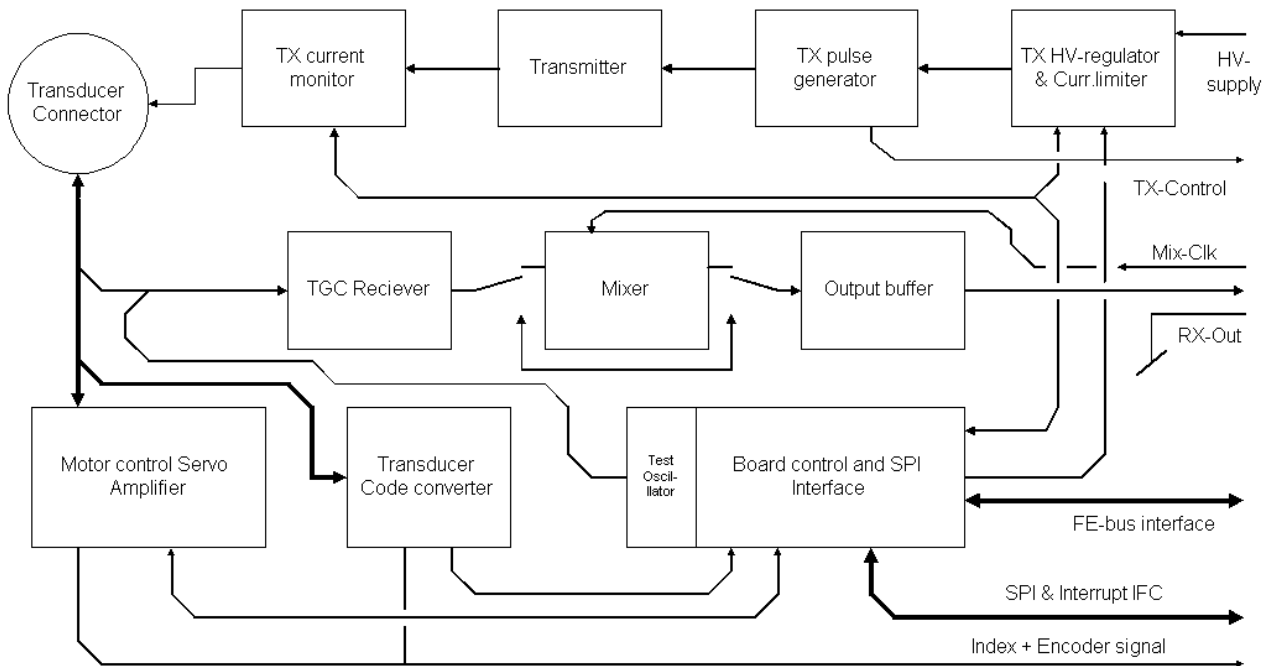 Transducer
Connector
TX current
monitor
Transmitter
TX pulse
generator
TX HV-regulator
& Curr.limiter
HV-
supply
TX-Control
TGC Reciever
Mixer
Output buffer
Mix-Clk
RX-Out
Motor control Servo
Amplifier
Transducer
Code converter
Test
Oscil-
llator
Board control and SPI
Interface
FE-bus interface
SPI & Interrupt IFC
Index + Encoder signal